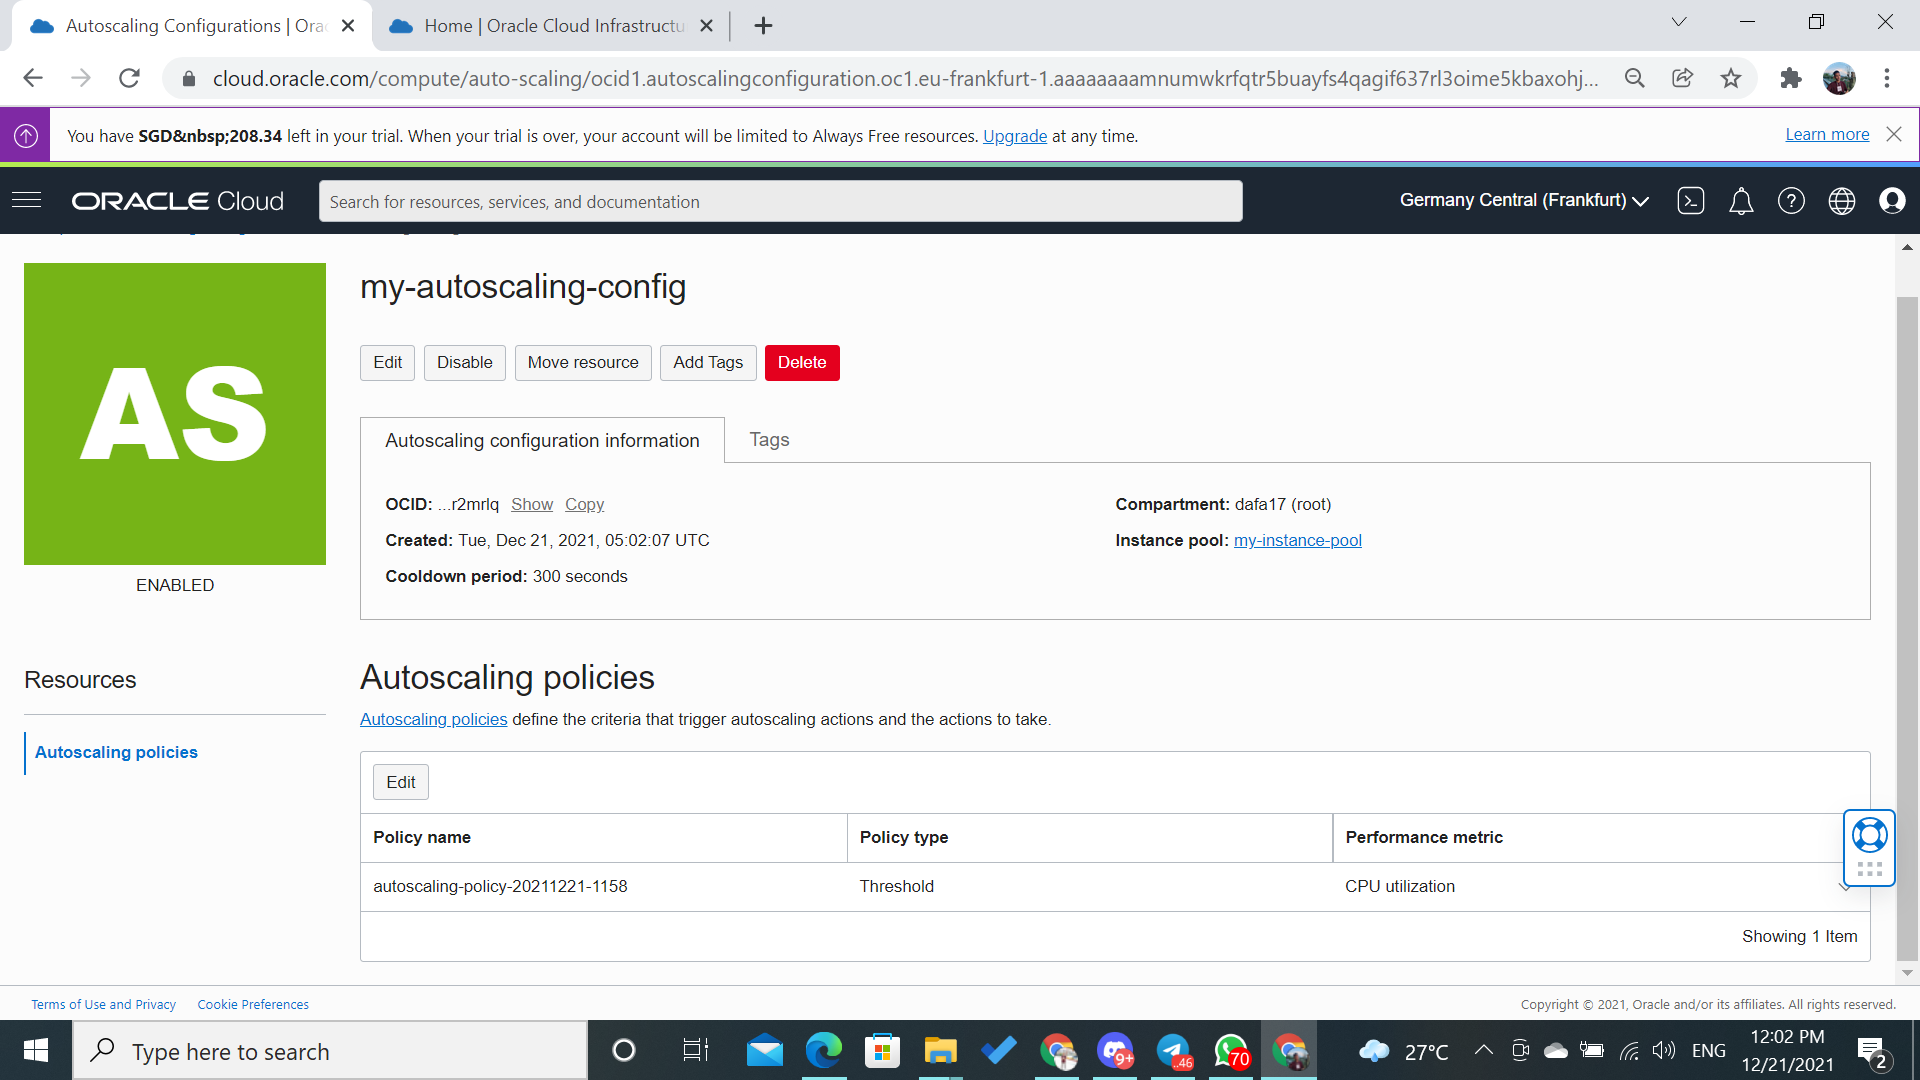 Autoscaling Configurations | Ora
Home | Oracle Cloud Infrastructu
cloud.oracle.com/compute/auto-scaling/ocid1.autoscalingconfiguration.oc1.eu-frankfurt-1.aaaaaaaamnumwkrfqtr5buayfs4qagif637rl3oime5kbaxohj...
You have SGD&nbsp;208.34 left in your trial. When your trial is over, your account will be limited to Always Free resources. Upgrade at any time.
Learn more
ORACLE Cloud
Search for resources, services, and documentation
Germany Central (Frankfurt)
AS
ENABLED
my-autoscaling-config
Edit
Disable
Move resource
Add Tags
Delete
Autoscaling configuration information
Tags
OCID: ...r2mrlq Show Copy
Created: Tue, Dec 21, 2021, 05:02:07 UTC
Cooldown period: 300 seconds
Compartment: dafa17 (root)
Instance pool: my-instance-pool
Resources
Autoscaling policies
Autoscaling policies
Autoscaling policies define the criteria that trigger autoscaling actions and the actions to take.
Edit
Policy name
Policy type
Performance metric
autoscaling-policy-20211221-1158
Threshold
CPU utilization
Showing 1 Item
Terms of Use and Privacy
Cookie Preferences
Copyright © 2021, Oracle and/or its affiliates. All rights reserved.
Type here to search
9+
..46
70
27°C
ENG
12:02 PM
12/21/2021
2